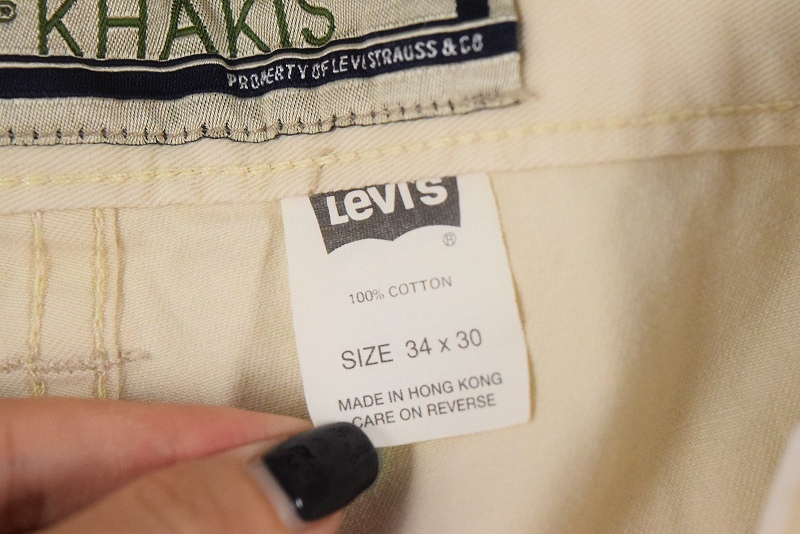 ® KHAKIS
PROPERTY OF LEVI STRAUSS & CO
Levi's
®
100% COTTON
SIZE 34 x 30
MADE IN HONG KONG
CARE ON REVERSE